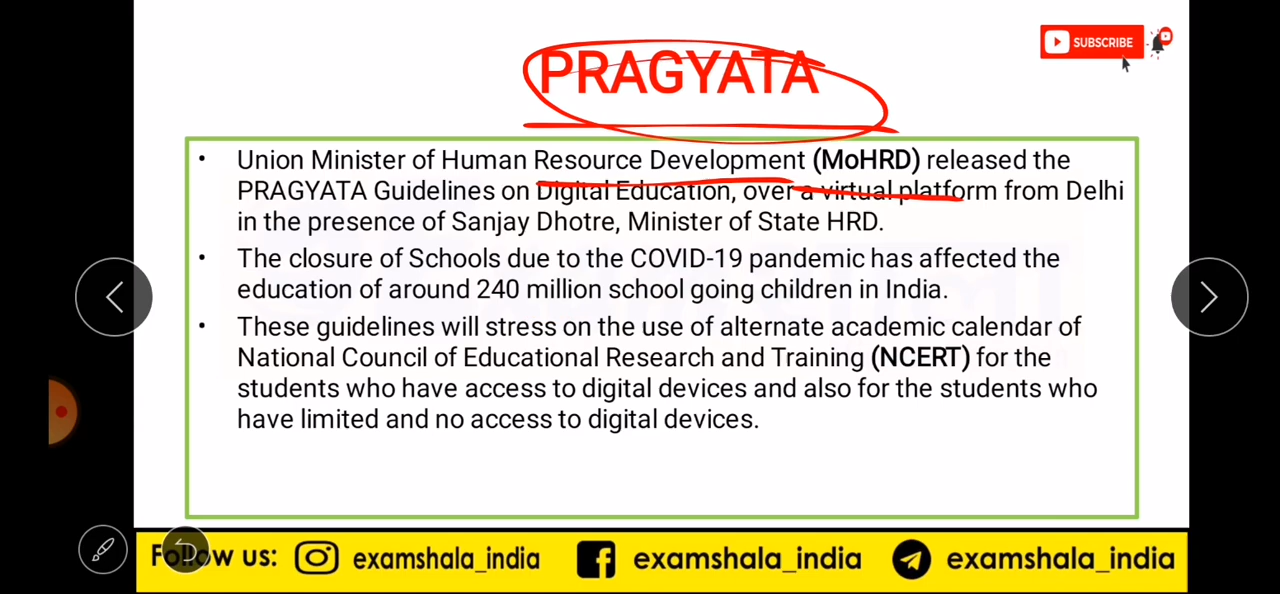 PRAGYATA
SUBSCRIBE
• Union Minister of Human Resource Development (MoHRD) released the
PRAGYATA Guidelines on Digital Education, over a virtual platform from Delhi
in the presence of Sanjay Dhotre, Minister of State HRD.
• The closure of Schools due to the COVID-19 pandemic has affected the
education of around 240 million school going children in India.
• These guidelines will stress on the use of alternate academic calendar of
National Council of Educational Research and Training (NCERT) for the
students who have access to digital devices and also for the students who
have limited and no access to digital devices.
Follow us: examshala_india examshala_india examshala_india